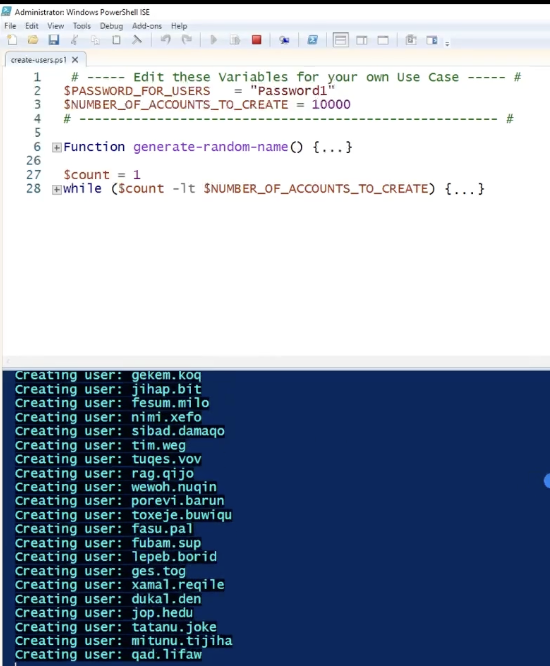 Administrator: Windows PowerShell ISE
File Edit View Tools Debug Add-ons Help
create-users.ps1 X
1 # ----- Edit these Variables for your own Use Case ----- #
2 $PASSWORD_FOR_USERS = "Password1"
3 $NUMBER_OF_ACCOUNTS_TO_CREATE = 10000
4 # ------------------------------------------------------ #
5
6 Function generate-random-name() {...}
26
27 $count = 1
28 while ($count -lt $NUMBER_OF_ACCOUNTS_TO_CREATE) {...}
Creating user: gekem.koq
Creating user: jihap.bit
Creating user: fesum.milo
Creating user: nimi.xefo
Creating user: sibad.damaqo
Creating user: tim.weg
Creating user: tuqes.vov
Creating user: rag.qijo
Creating user: wewoh.nuqin
Creating user: porevi.barun
Creating user: toxeje.buwiqu
Creating user: fasu.pal
Creating user: fubam.sup
Creating user: lepeb.borid
Creating user: ges.tog
Creating user: xamal.reqile
Creating user: dukal.den
Creating user: jop.hedu
Creating user: tatanu.joke
Creating user: mitunu.tijiha
Creating user: qad.lifaw